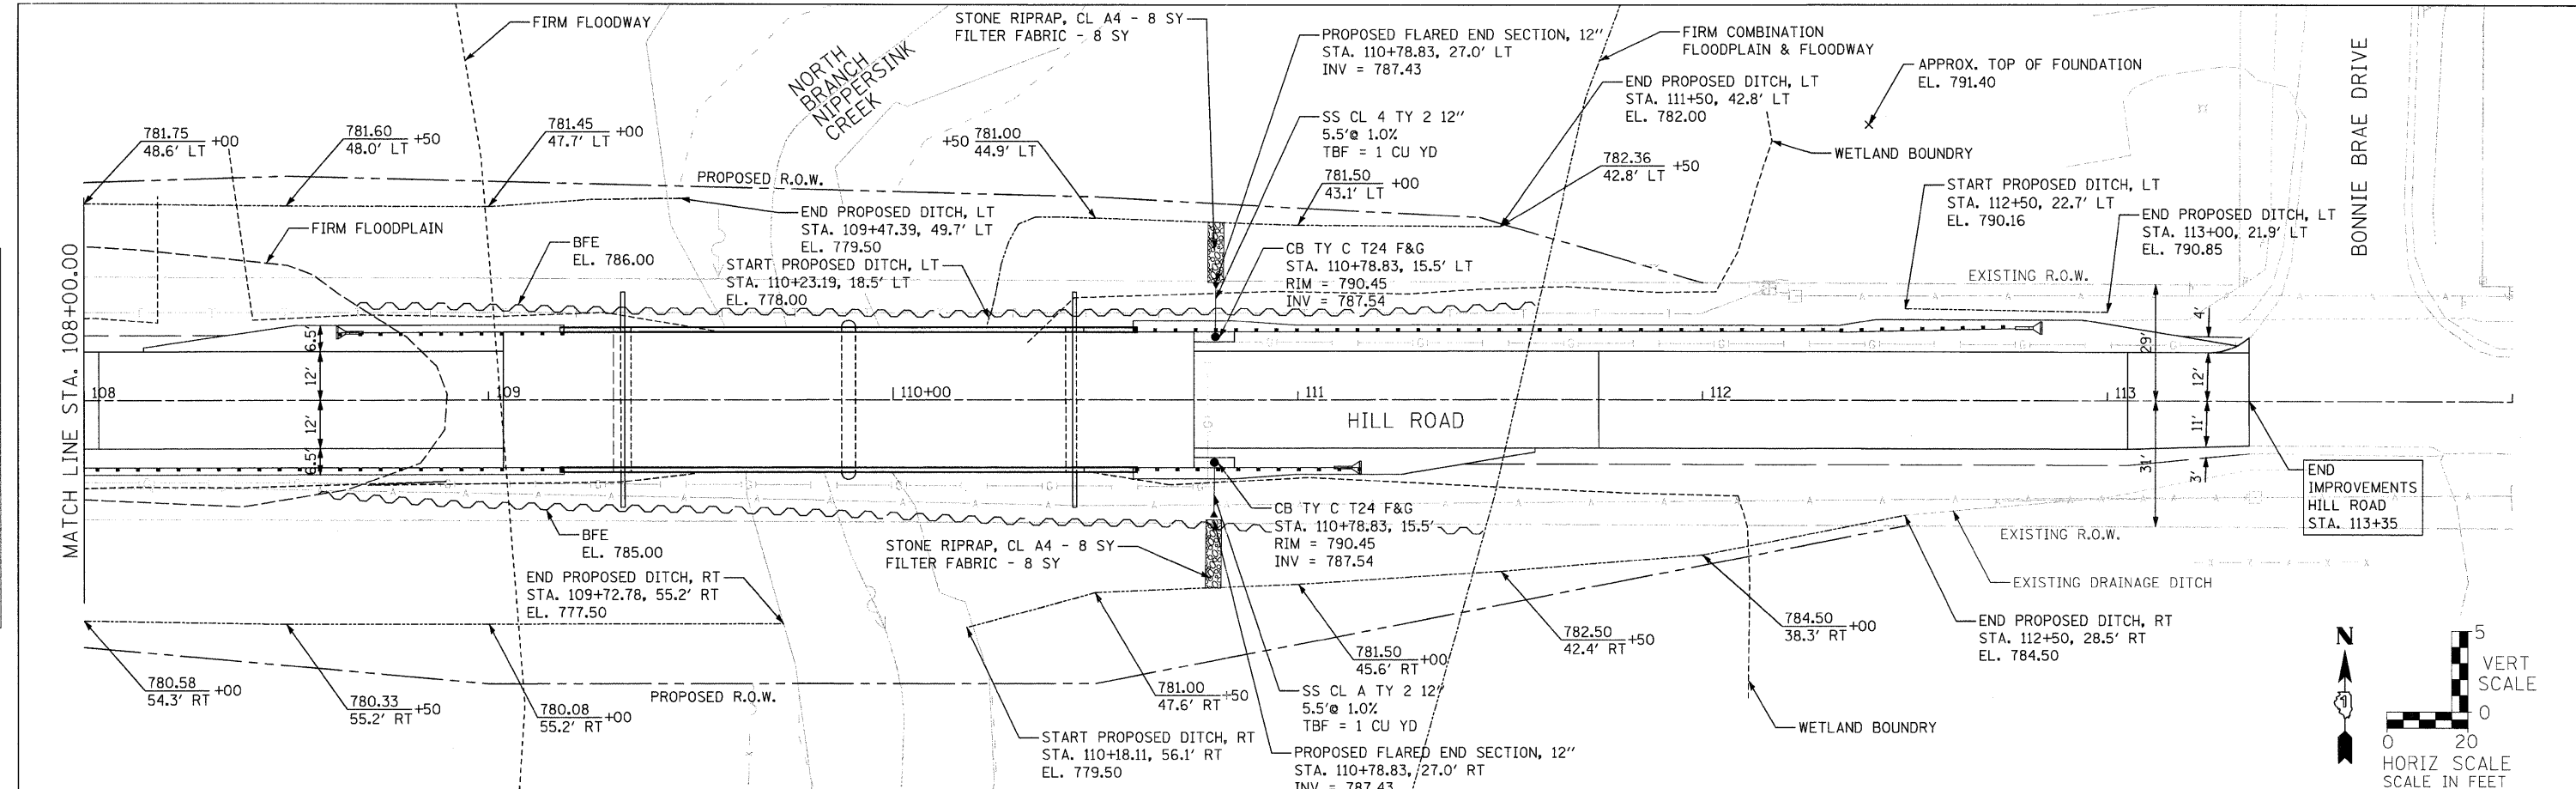 FIRM FLOODWAY
STONE RIPRAP, CL A4 - 8 SY
FILTER FABRIC - 8 SY
PROPOSED FLARED END SECTION, 12"
STA. 110+78.83, 27.0' LT
INV = 787.43
FIRM COMBINATION
FLOODPLAIN & FLOODWAY
APPROX. TOP OF FOUNDATION
EL. 791.40
BONNIE BRAE DRIVE
NORTH
BRANCH
NIPPERSINK
CREEK
END PROPOSED DITCH, LT
STA. 111+50, 42.8' LT
EL. 782.00
SS CL 4 TY 2 12"
5.5'@ 1.0%
TBF = 1 CU YD
781.75 +00
48.6' LT
781.60 +50
48.0' LT
781.45 +00
47.7' LT
+50 781.00
44.9' LT
WETLAND BOUNDRY
782.36 +50
42.8' LT
781.50 +00
43.1' LT
PROPOSED R.O.W.
START PROPOSED DITCH, LT
STA. 112+50, 22.7' LT
EL. 790.16
END PROPOSED DITCH, LT
STA. 113+00, 21.9' LT
EL. 790.85
END PROPOSED DITCH, LT
STA. 109+47.39, 49.7' LT
EL. 779.50
FIRM FLOODPLAIN
BFE
EL. 786.00
START PROPOSED DITCH, LT
STA. 110+23.19, 18.5' LT
EL. 778.00
CB TY C T24 F&G
STA. 110+78.83, 15.5' LT
RIM = 790.45
INV = 787.54
EXISTING R.O.W.
MATCH LINE STA. 108+00.00
6.5'
12'
12'
6.5'
4'
29'
12'
11'
31'
3'
108
109
110+00
111
112
113
HILL ROAD
END
IMPROVEMENTS
HILL ROAD
STA. 113+35
BFE
EL. 785.00
CB TY C T24 F&G
STA. 110+78.83, 15.5'
RIM = 790.45
INV = 787.54
STONE RIPRAP, CL A4 - 8 SY
FILTER FABRIC - 8 SY
EXISTING R.O.W.
EXISTING DRAINAGE DITCH
END PROPOSED DITCH, RT
STA. 109+72.78, 55.2' RT
EL. 777.50
END PROPOSED DITCH, RT
STA. 112+50, 28.5' RT
EL. 784.50
784.50 +00
38.3' RT
782.50 +50
42.4' RT
781.50 +00
45.6' RT
781.00 +50
47.6' RT
780.58 +00
54.3' RT
780.33 +50
55.2' RT
780.08 +00
55.2' RT
PROPOSED R.O.W.
SS CL A TY 2 12"
5.5'@ 1.0%
TBF = 1 CU YD
WETLAND BOUNDRY
START PROPOSED DITCH, RT
STA. 110+18.11, 56.1' RT
EL. 779.50
PROPOSED FLARED END SECTION, 12"
STA. 110+78.83, 27.0' RT
INV = 787.43
N
5
VERT
SCALE
0
0 20
HORIZ SCALE
SCALE IN FEET